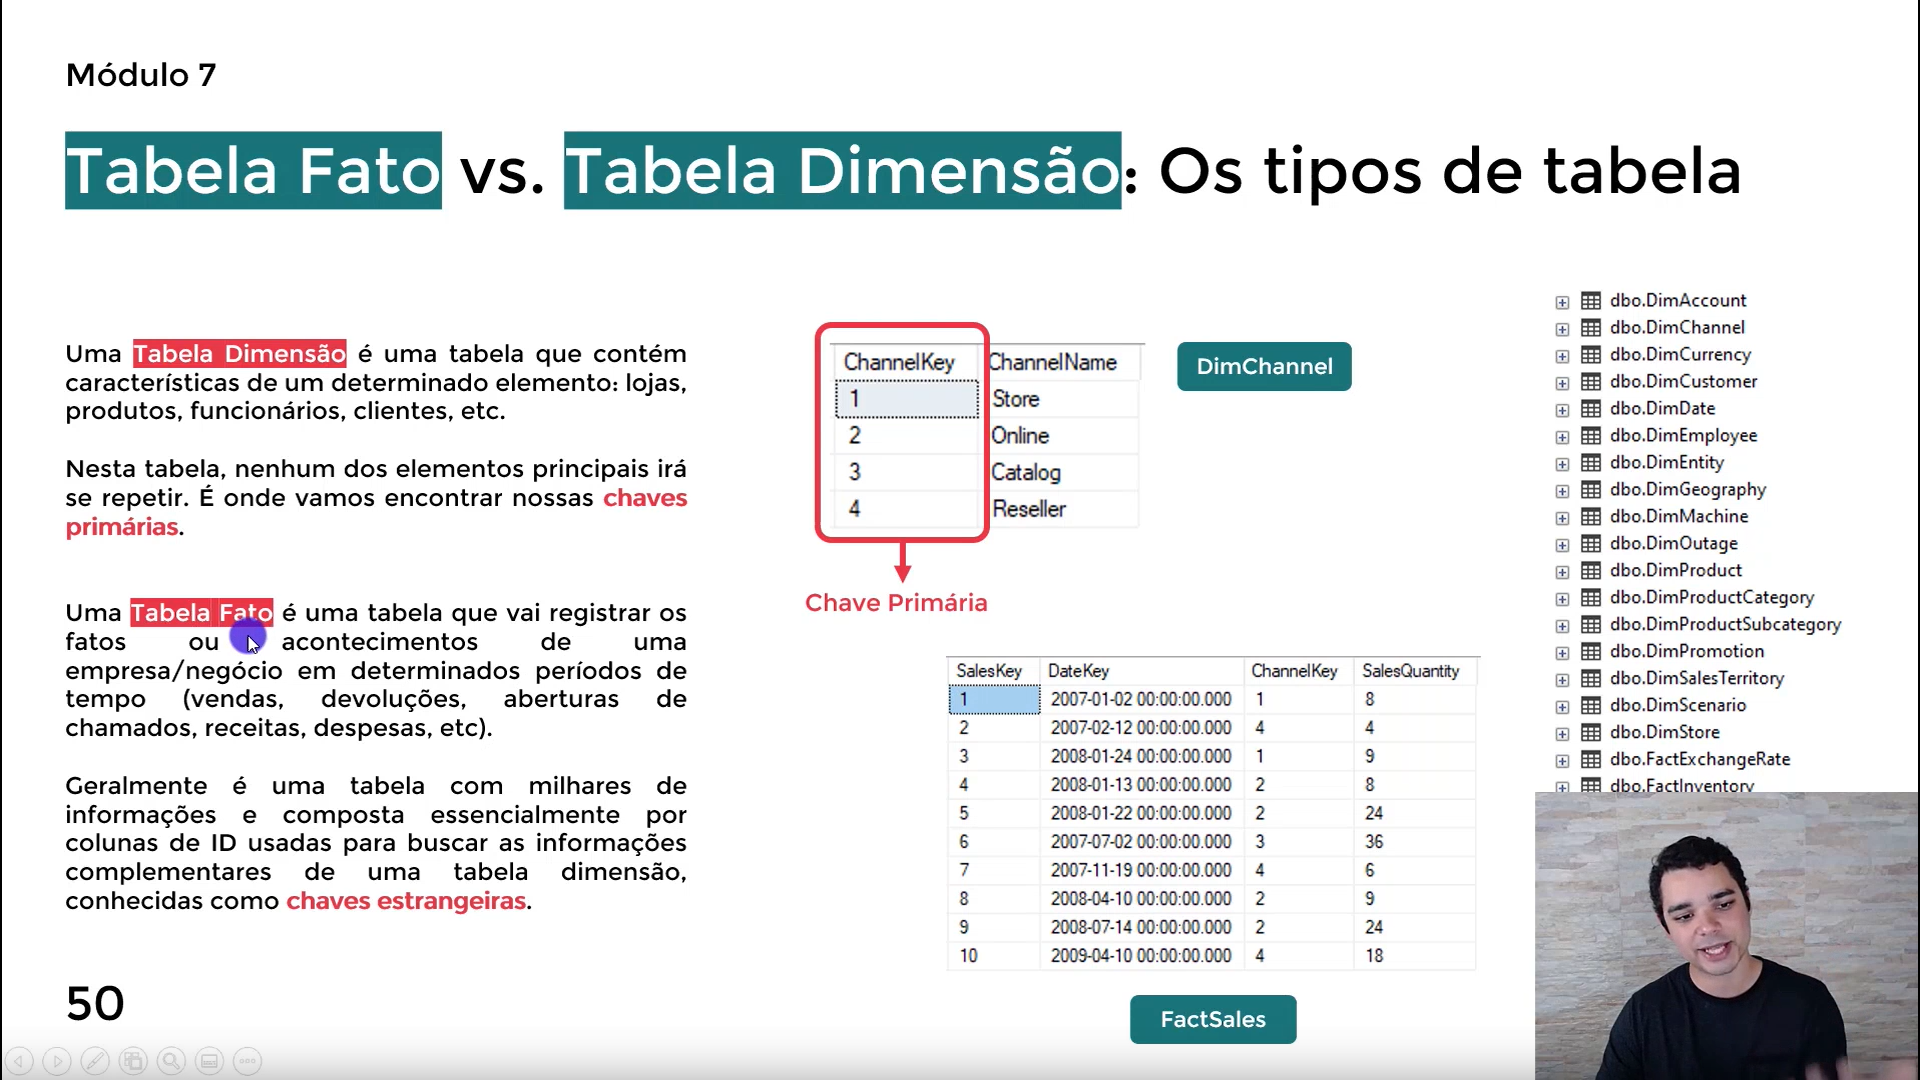 Módulo 7
Tabela Fato vs. Tabela Dimensão: Os tipos de tabela
Uma Tabela Dimensão é uma tabela que contém
características de um determinado elemento: lojas,
produtos, funcionários, clientes, etc.
Nesta tabela, nenhum dos elementos principais irá
se repetir. É onde vamos encontrar nossas chaves
primárias.
Uma Tabela Fato é uma tabela que vai registrar os
fatos ou acontecimentos de uma
empresa/negócio em determinados períodos de
tempo (vendas, devoluções, aberturas de
chamados, receitas, despesas, etc).
Geralmente é uma tabela com milhares de
informações e composta essencialmente por
colunas de ID usadas para buscar as informações
complementares de uma tabela dimensão,
conhecidas como chaves estrangeiras.
50
ChannelKey ChannelName
1 Store
2 Online
3 Catalog
4 Reseller
DimChannel
Chave Primária
SalesKey DateKey ChannelKey SalesQuantity
1 2007-01-02 00:00:00.000 1 8
2 2007-02-12 00:00:00.000 4 4
3 2008-01-24 00:00:00.000 1 9
4 2008-01-13 00:00:00.000 2 8
5 2008-01-22 00:00:00.000 2 24
6 2007-07-02 00:00:00.000 3 36
7 2007-11-19 00:00:00.000 4 6
8 2008-04-10 00:00:00.000 2 9
9 2008-07-14 00:00:00.000 2 24
10 2009-04-10 00:00:00.000 4 18
FactSales
dbo.DimAccount
dbo.DimChannel
dbo.DimCurrency
dbo.DimCustomer
dbo.DimDate
dbo.DimEmployee
dbo.DimEntity
dbo.DimGeography
dbo.DimMachine
dbo.DimOutage
dbo.DimProduct
dbo.DimProductCategory
dbo.DimProductSubcategory
dbo.DimPromotion
dbo.DimSalesTerritory
dbo.DimScenario
dbo.DimStore
dbo.FactExchangeRate
dbo.FactInventory